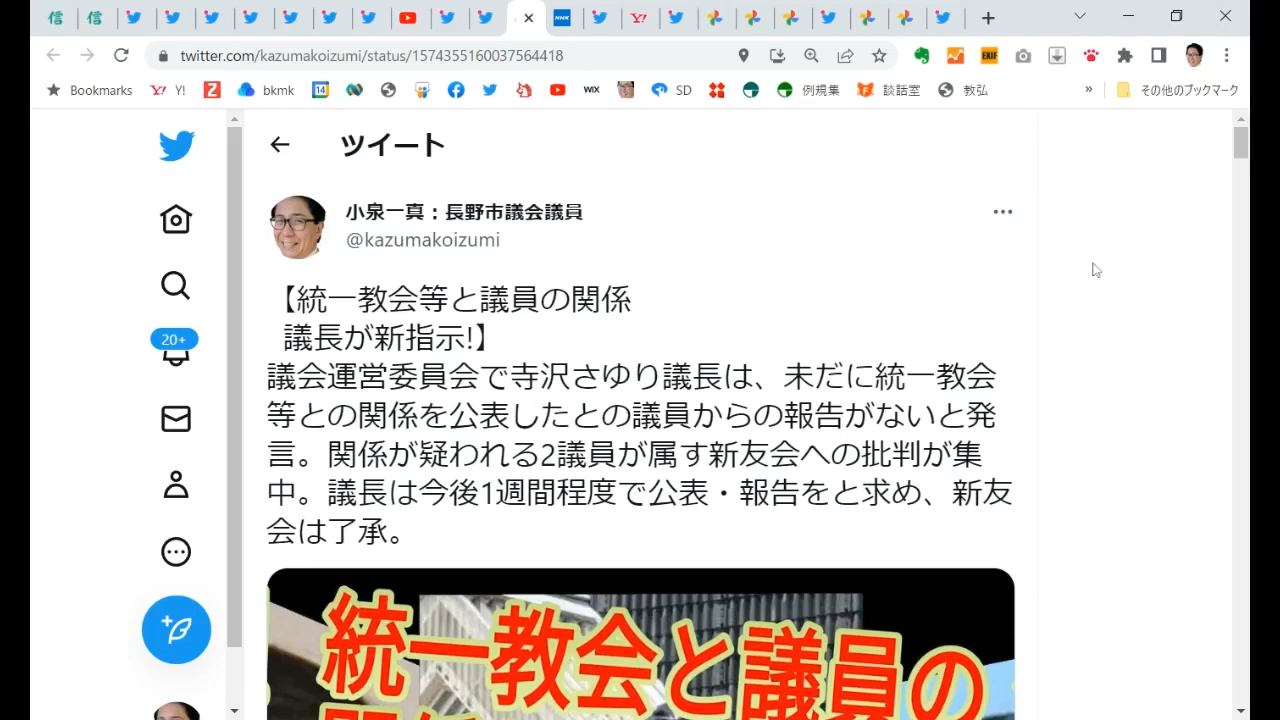 信
信
Y!
NHK
twitter.com/kazumakoizumi/status/1574355160037564418
EXIF
Bookmarks
Y!
Z
bkmk
14
WIX
SD
例規集
談話室
教弘
»
その他のブックマーク
ツイート
小泉一真：長野市議会議員
@kazumakoizumi
【統一教会等と議員の関係
議長が新指示!】
議会運営委員会で寺沢さゆり議長は、未だに統一教会
等との関係を公表したとの議員からの報告がないと発
言。関係が疑われる2議員が属す新友会への批判が集
中。議長は今後1週間程度で公表・報告をと求め、新友
会は了承。
20+
統一教会と議員の